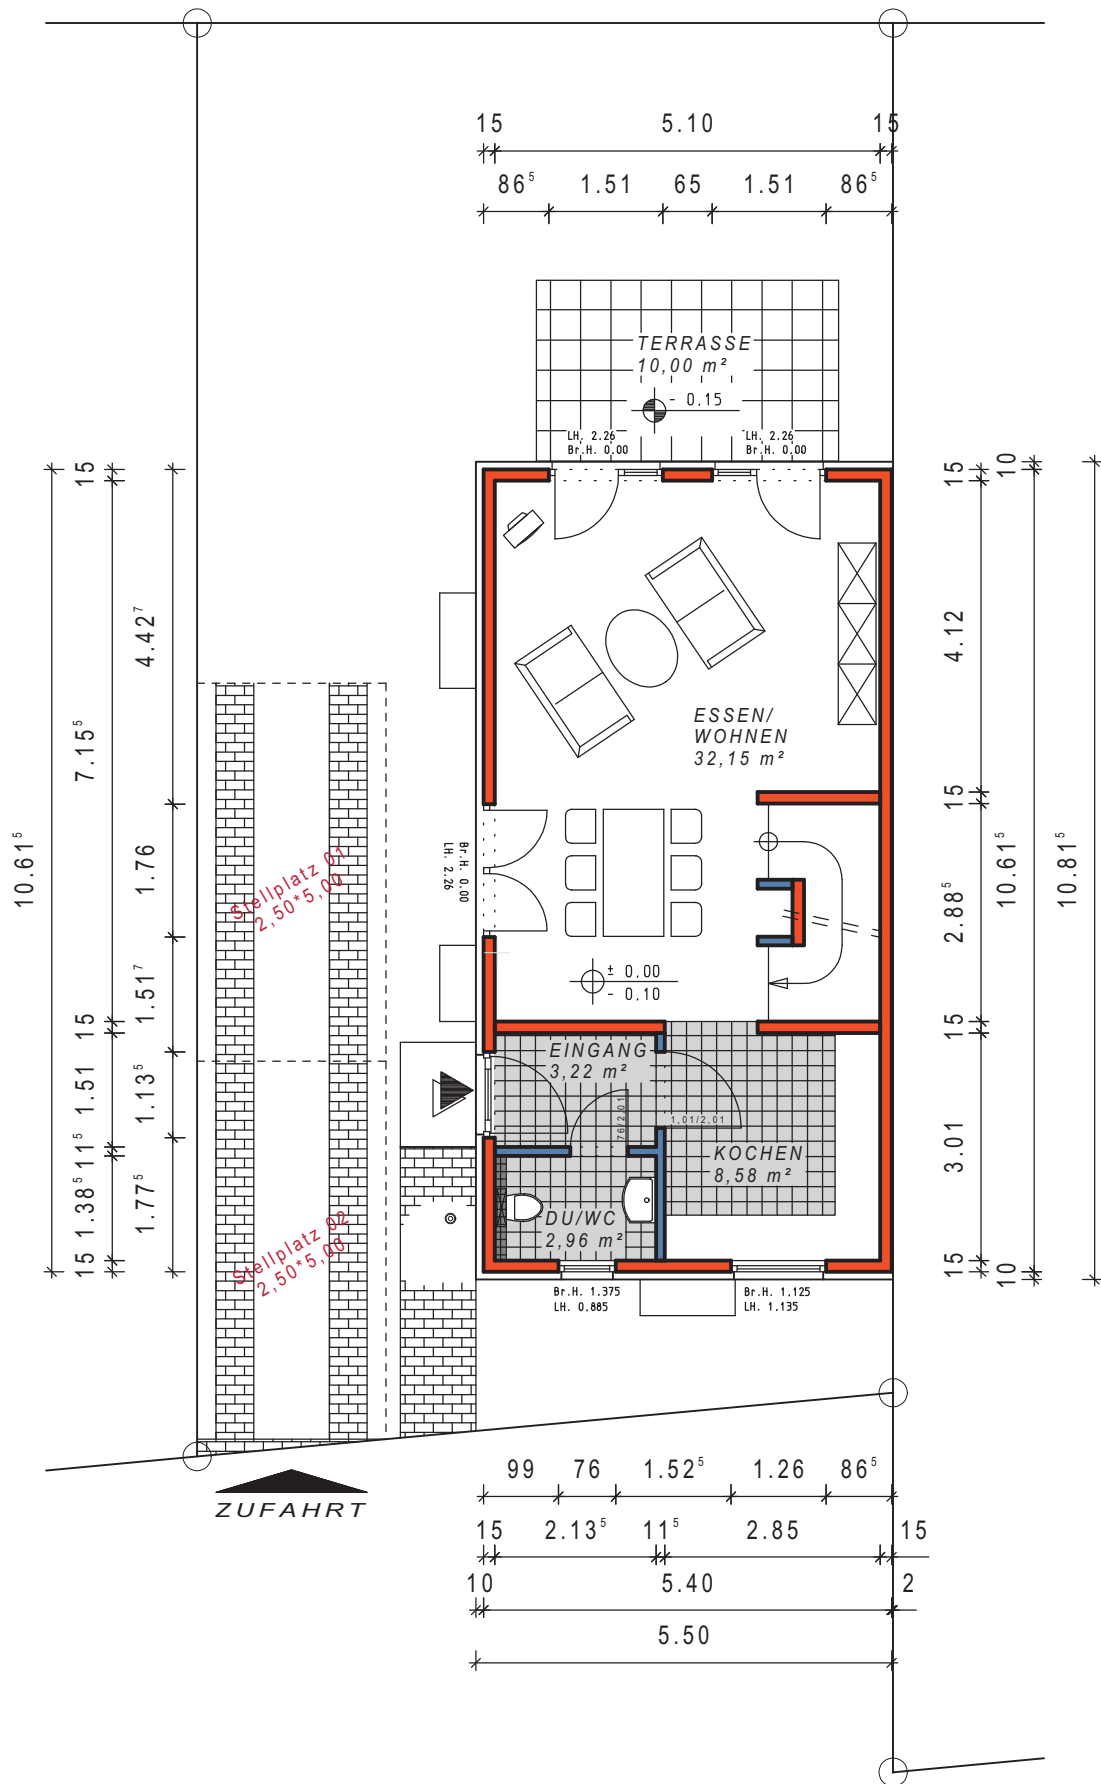 15 5.10 15
86⁵ 1.51 65 1.51 86⁵
TERRASSE
10,00 m²
- 0.15
LH. 2.26
Br.H. 0.00
LH. 2.26
Br.H. 0.00
10.61⁵
15
7.15⁵
15
1.51
11⁵
1.38⁵
15
4.42⁷
1.76
1.51⁷
1.13⁵
1.77⁵
Stellplatz 01
2,50*5,00
Stellplatz 02
2,50*5,00
ESSEN/
WOHNEN
32,15 m²
Br.H. 0.00
LH. 2.26
± 0.00
- 0.10
EINGANG
3,22 m²
76/2.01
1,01/2,01
KOCHEN
8,58 m²
DU/WC
2,96 m²
Br.H. 1.375
LH. 0.885
Br.H. 1.125
LH. 1.135
15
4.12
15
2.88⁵
15
3.01
15
10
10.61⁵
10
10.81⁵
ZUFAHRT
99 76 1.52⁵ 1.26 86⁵
15 2.13⁵ 11⁵ 2.85 15
10 5.40 2
5.50